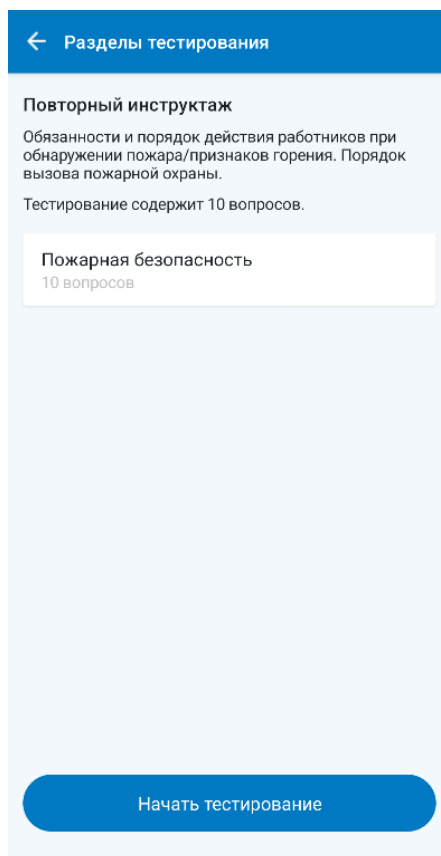 Разделы тестирования
Повторный инструктаж
Обязанности и порядок действия работников при
обнаружении пожара/признаков горения. Порядок
вызова пожарной охраны.
Тестирование содержит 10 вопросов.
Пожарная безопасность
10 вопросов
Начать тестирование